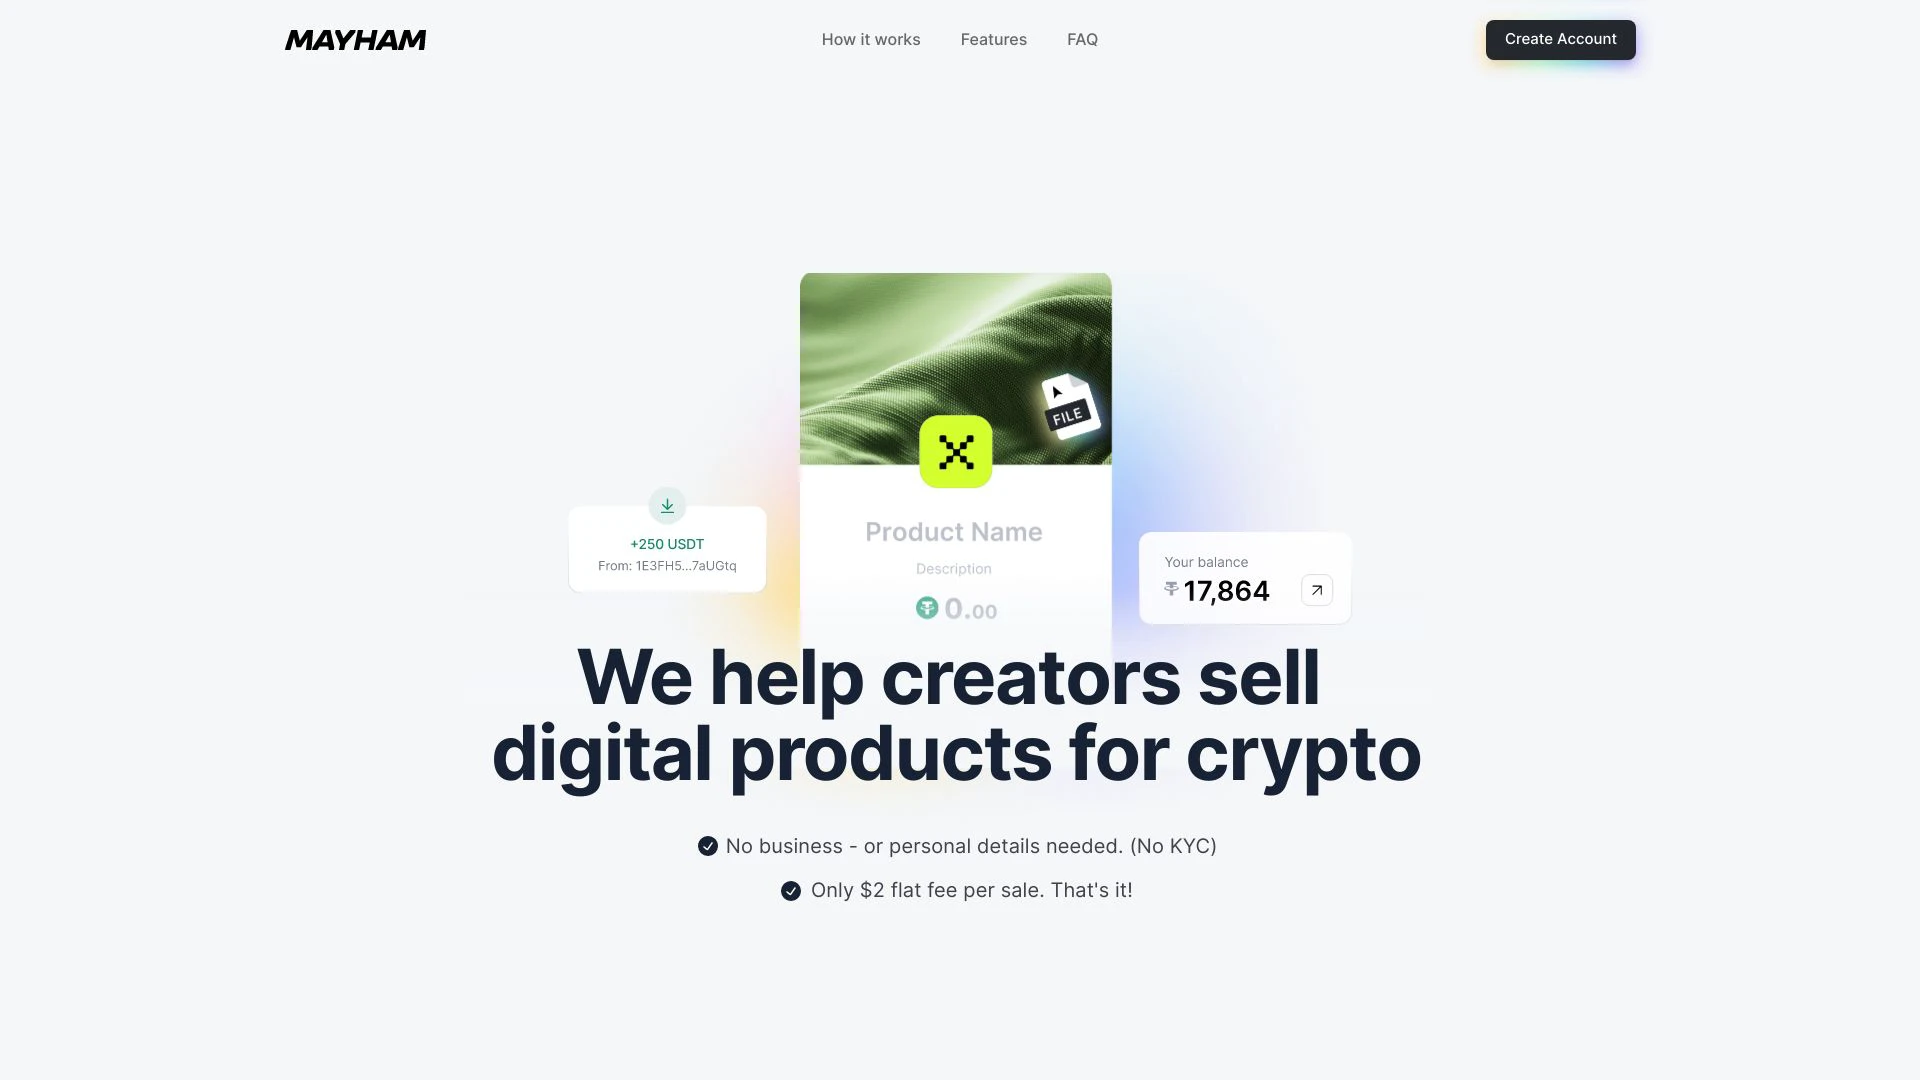 MAYHAM
How it works
Features
FAQ
Create Account
FILE
+250 USDT
From: 1E3FH5...7aUGtq
Product Name
Description
0.00
Your balance
17,864
We help creators sell
digital products for crypto
No business - or personal details needed. (No KYC)
Only $2 flat fee per sale. That's it!